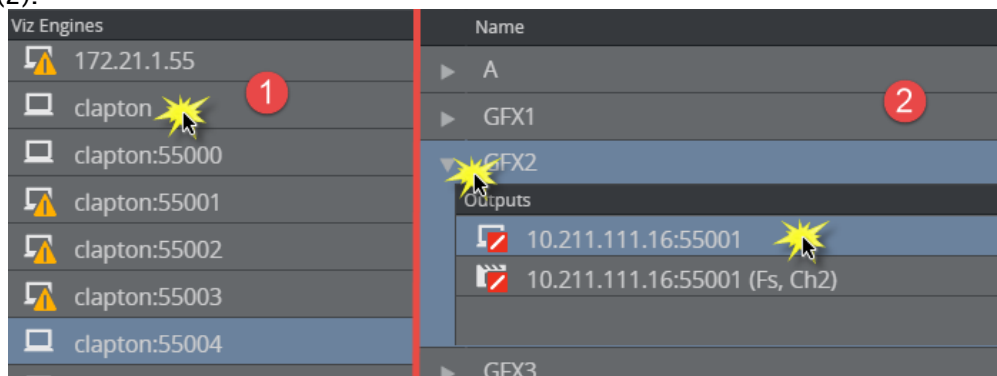 (2).
Viz Engines
172.21.1.55
clapton
clapton:55000
clapton:55001
clapton:55002
clapton:55003
clapton:55004
1
Name
A
GFX1
GFX2
Outputs
10.211.111.16:55001
10.211.111.16:55001 (Fs, Ch2)
GFX3
2